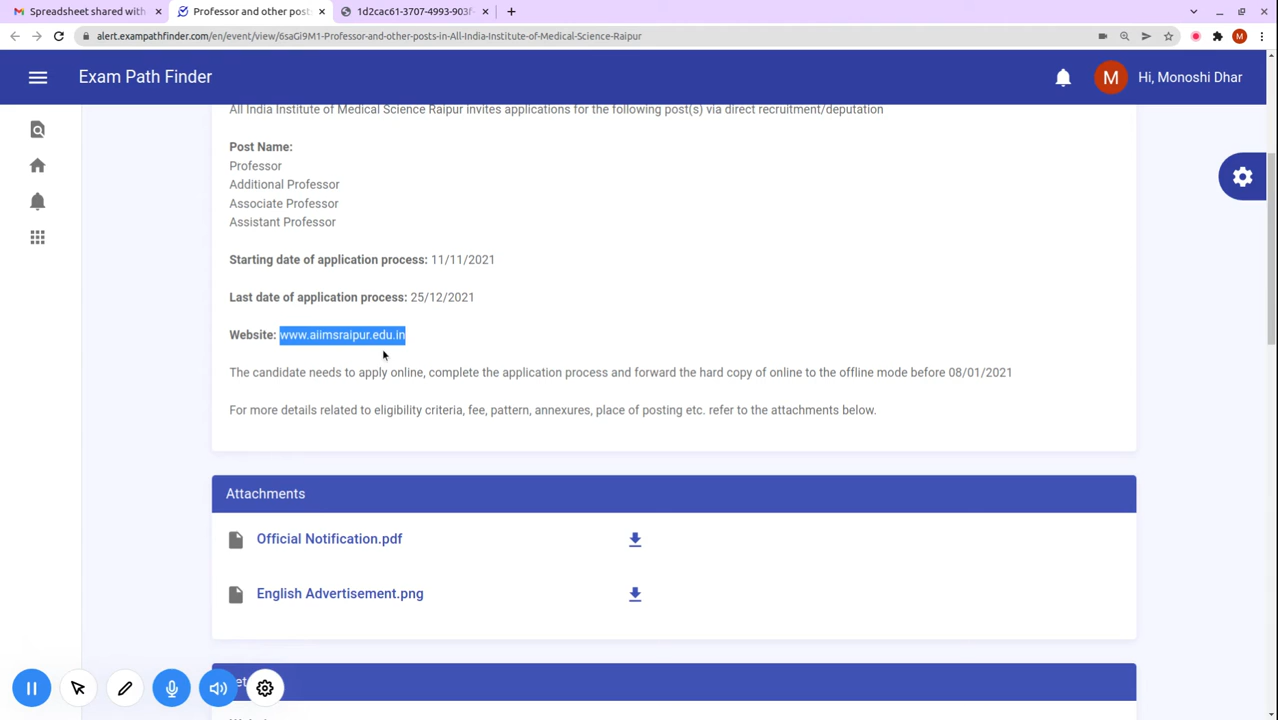 Spreadsheet shared with
Professor and other posts
1d2cac61-3707-4993-903f-
alert.exampathfinder.com/en/event/view/6saGi9M1-Professor-and-other-posts-in-All-India-Institute-of-Medical-Science-Raipur
M
Exam Path Finder
M
Hi, Monoshi Dhar
All India Institute of Medical Science Raipur invites applications for the following post(s) via direct recruitment/deputation
Post Name:
Professor
Additional Professor
Associate Professor
Assistant Professor
Starting date of application process: 11/11/2021
Last date of application process: 25/12/2021
Website: www.aiimsraipur.edu.in
The candidate needs to apply online, complete the application process and forward the hard copy of online to the offline mode before 08/01/2021
For more details related to eligibility criteria, fee, pattern, annexures, place of posting etc. refer to the attachments below.
Attachments
Official Notification.pdf
English Advertisement.png